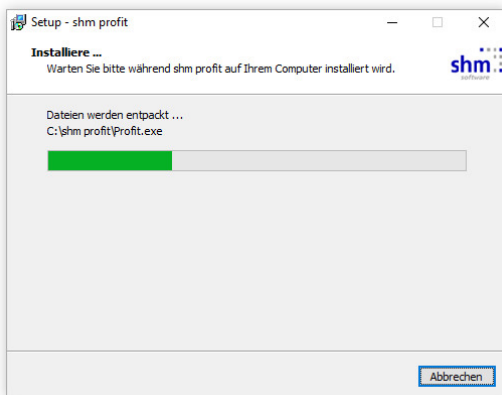 Setup - shm profit
Installiere ...
Warten Sie bitte während shm profit auf Ihrem Computer installiert wird.
shm
software
Dateien werden entpackt ...
C:\shm profit\Profit.exe
Abbrechen